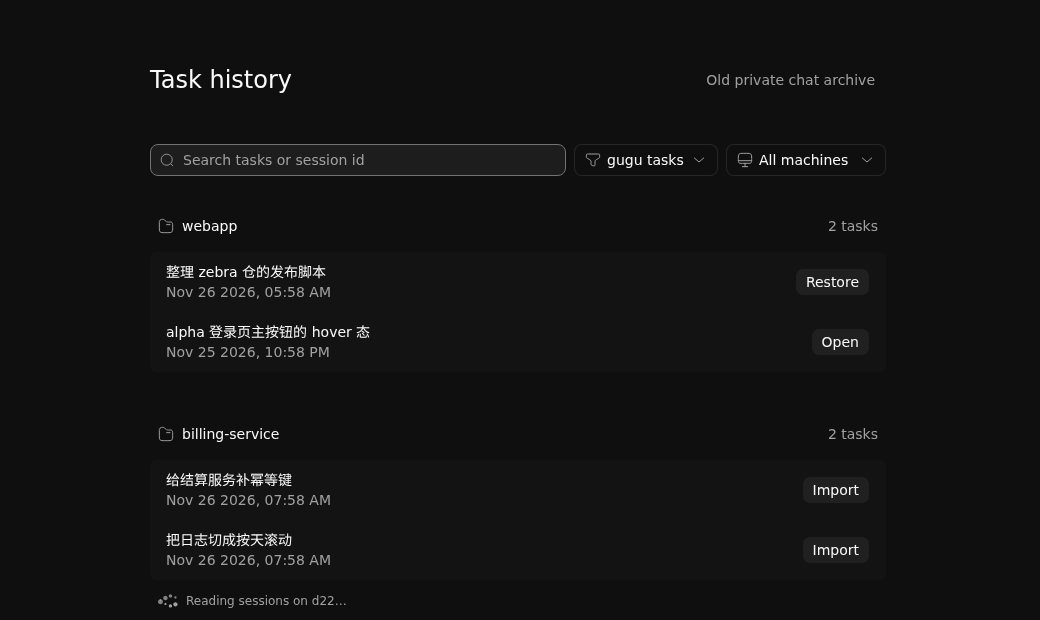 Task history
Old private chat archive
Search tasks or session id
gugu tasks
All machines
webapp
2 tasks
整理 zebra 仓的发布脚本
Nov 26 2026, 05:58 AM
Restore
alpha 登录页主按钮的 hover 态
Nov 25 2026, 10:58 PM
Open
billing-service
2 tasks
给结算服务补幂等键
Nov 26 2026, 07:58 AM
Import
把日志切成按天滚动
Nov 26 2026, 07:58 AM
Import
Reading sessions on d22...